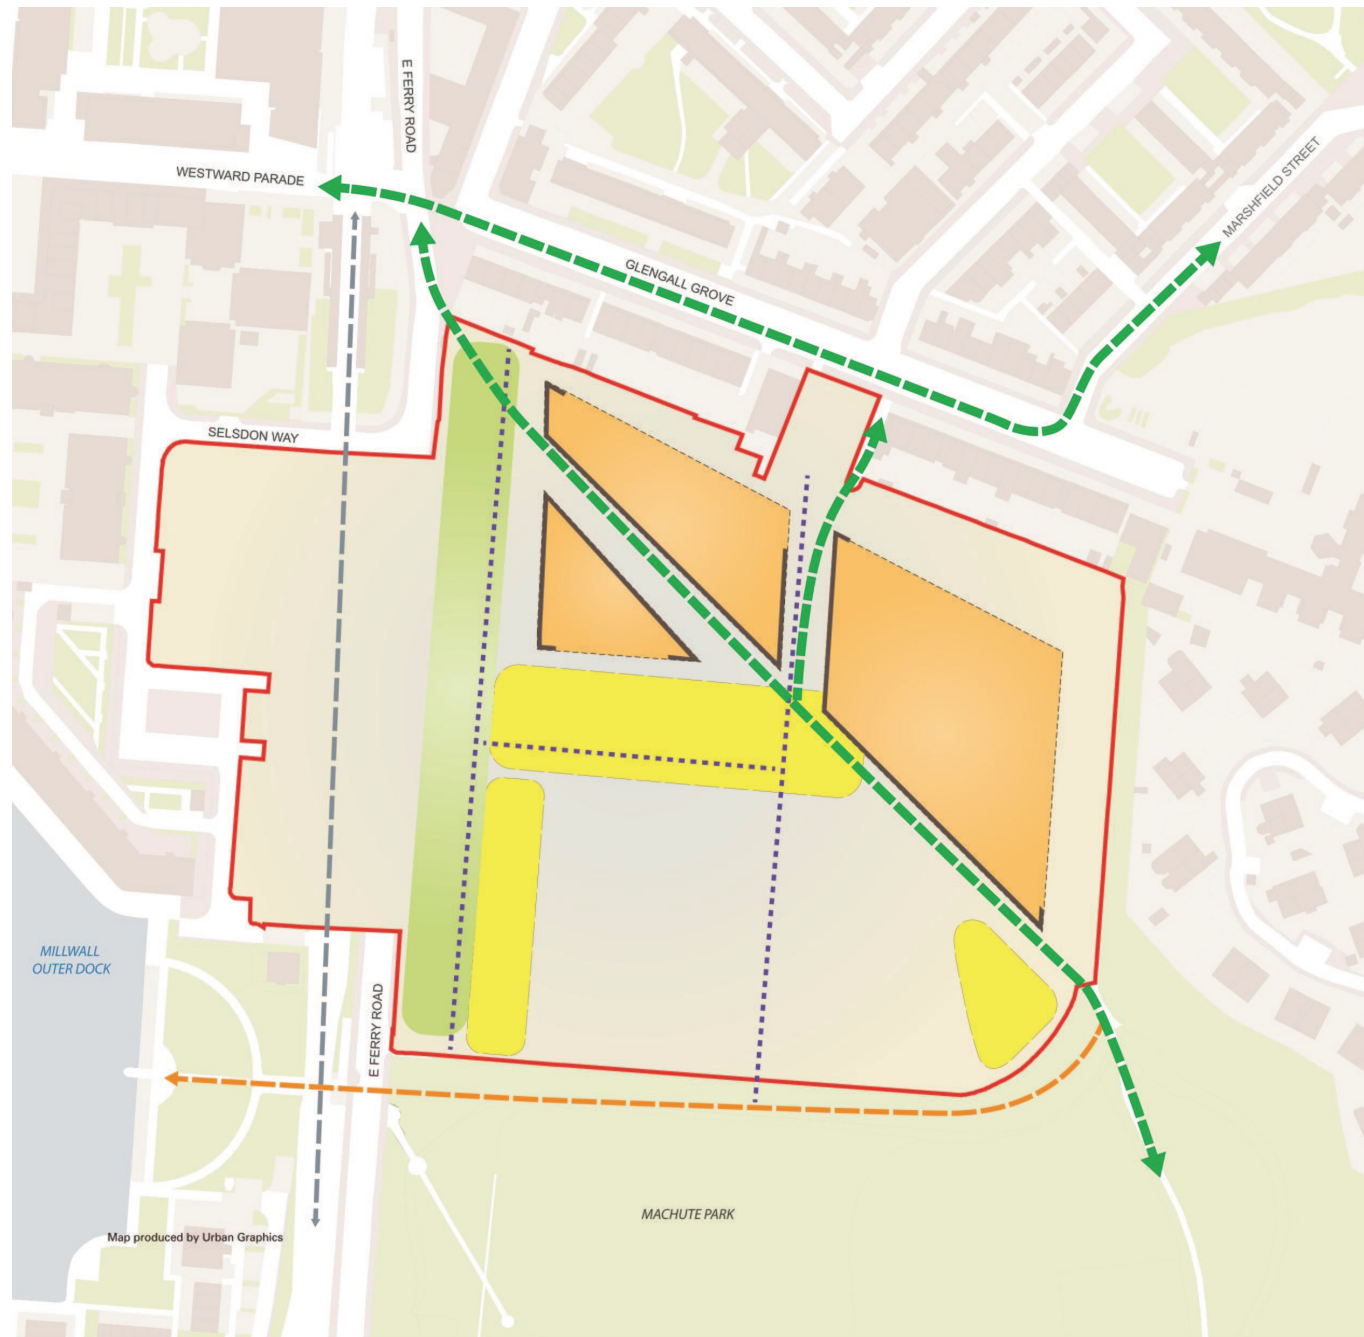 E FERRY ROAD
WESTWARD PARADE
MARSHFIELD STREET
GLENGALL GROVE
SELSDON WAY
MILLWALL
OUTER DOCK
E FERRY ROAD
MACHUTE PARK
Map produced by Urban Graphics